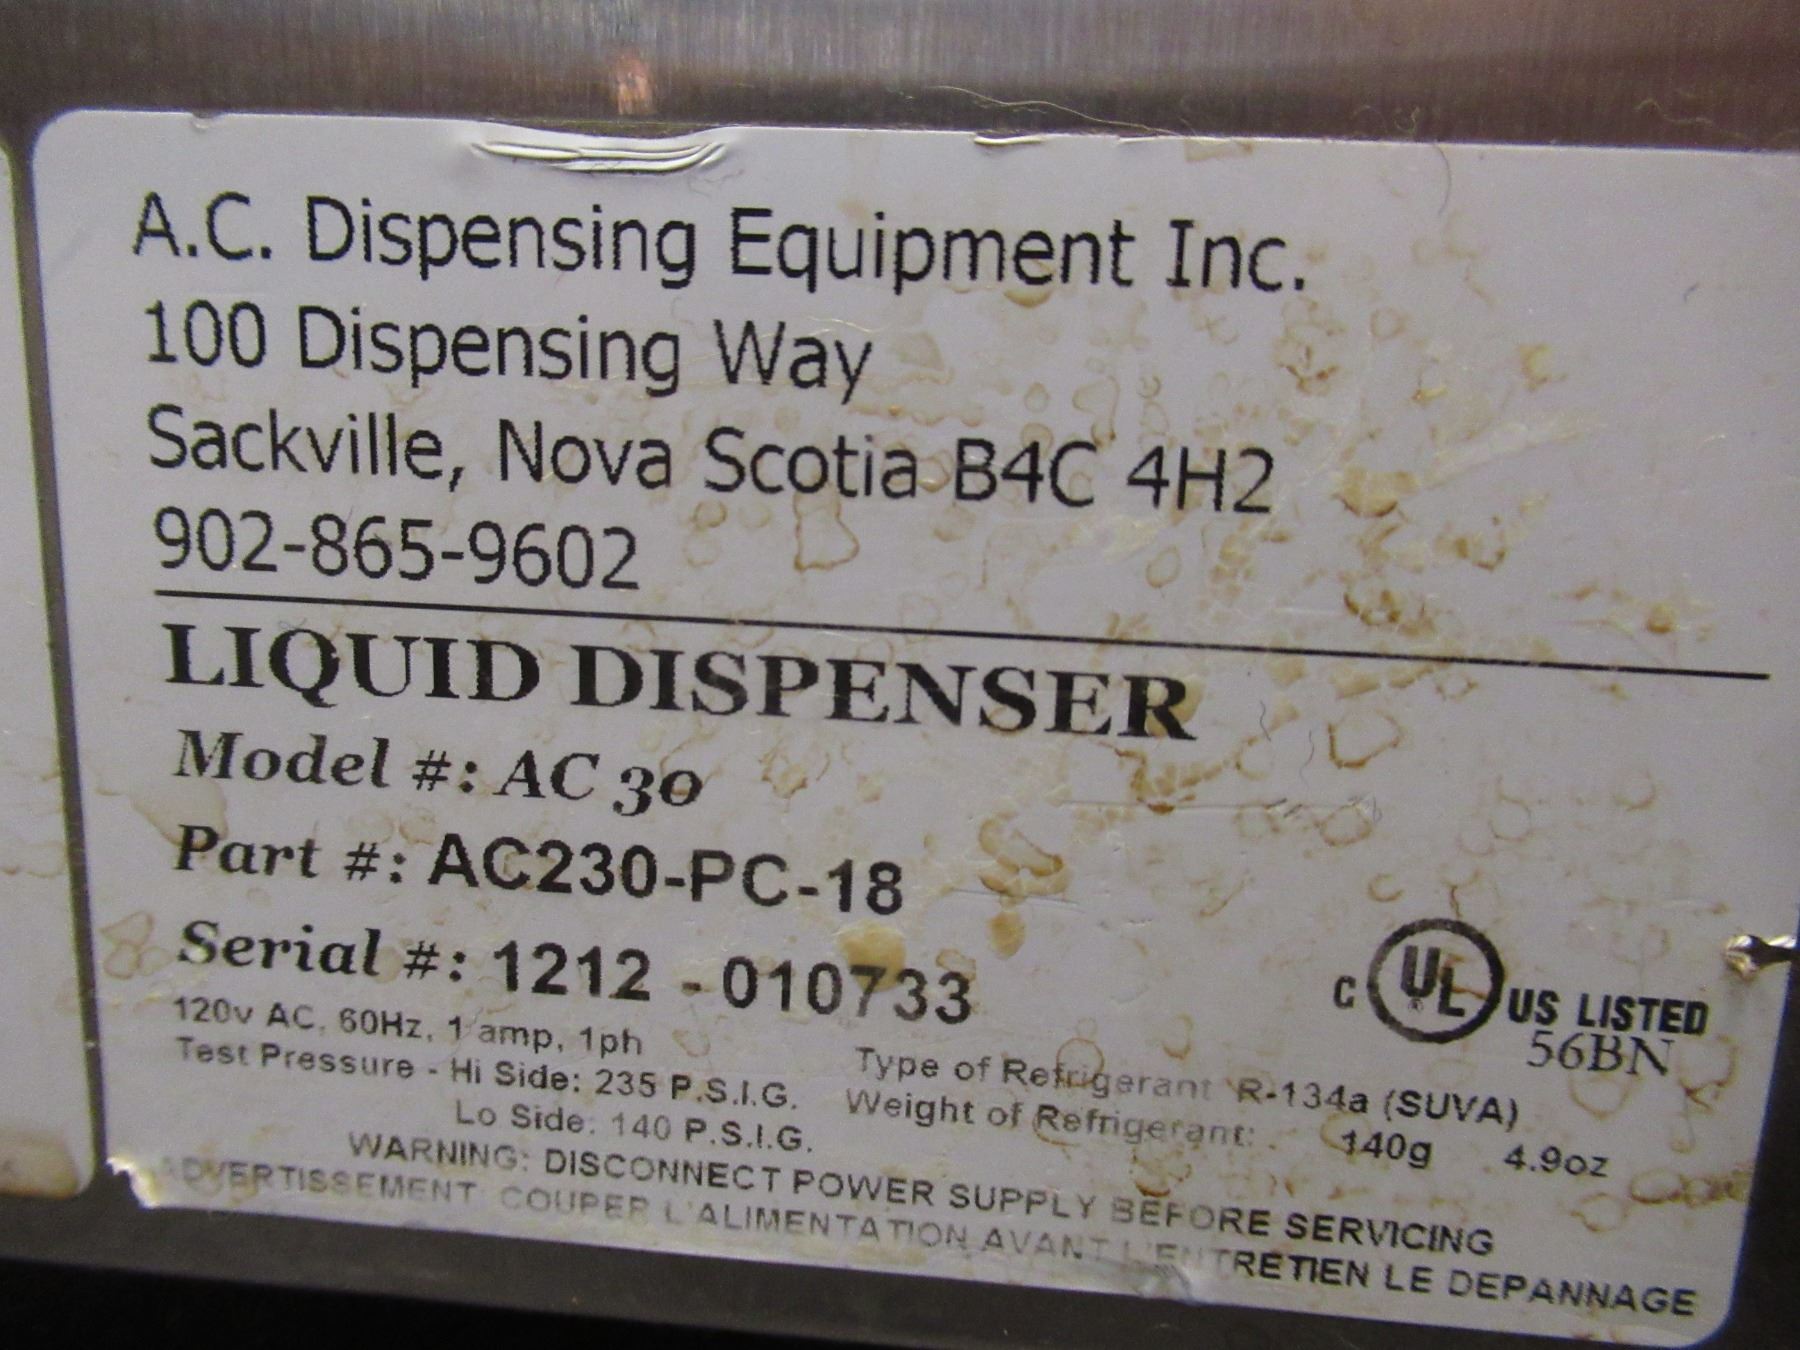 A.C. Dispensing Equipment Inc.
100 Dispensing Way
Sackville, Nova Scotia B4C 4H2
902-865-9602
LIQUID DISPENSER
Model #: AC 30
Part #: AC230-PC-18
Serial #: 1212 - 010733
C UL ® US LISTED
56BN
120v AC, 60Hz, 1 amp, 1ph
Test Pressure - Hi Side: 235 P.S.I.G.
Lo Side: 140 P.S.I.G.
Type of Refrigerant R-134a (SUVA)
Weight of Refrigerant: 140g 4.9oz
WARNING: DISCONNECT POWER SUPPLY BEFORE SERVICING
ADVERTISSEMENT COUPER L'ALIMENTATION AVANT L'ENTRETIEN LE DEPANNAGE